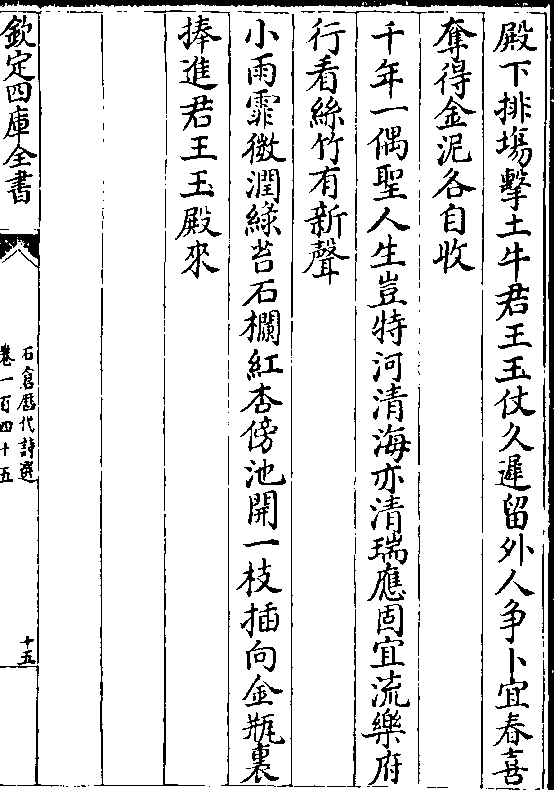 殿下排塲擊土牛君王玉仗久遲留外人争卜宜春喜
奪得金泥各自收
千年一偶聖人生豈特河清海亦清瑞應固宜流樂府
行看絲竹有新聲
小雨霏微潤綠苔石欄紅杏傍池開一枝插向金瓶裏
捧進君王玉殿來
欽定四庫全書
石倉歴代詩選
卷一百四十五
十五